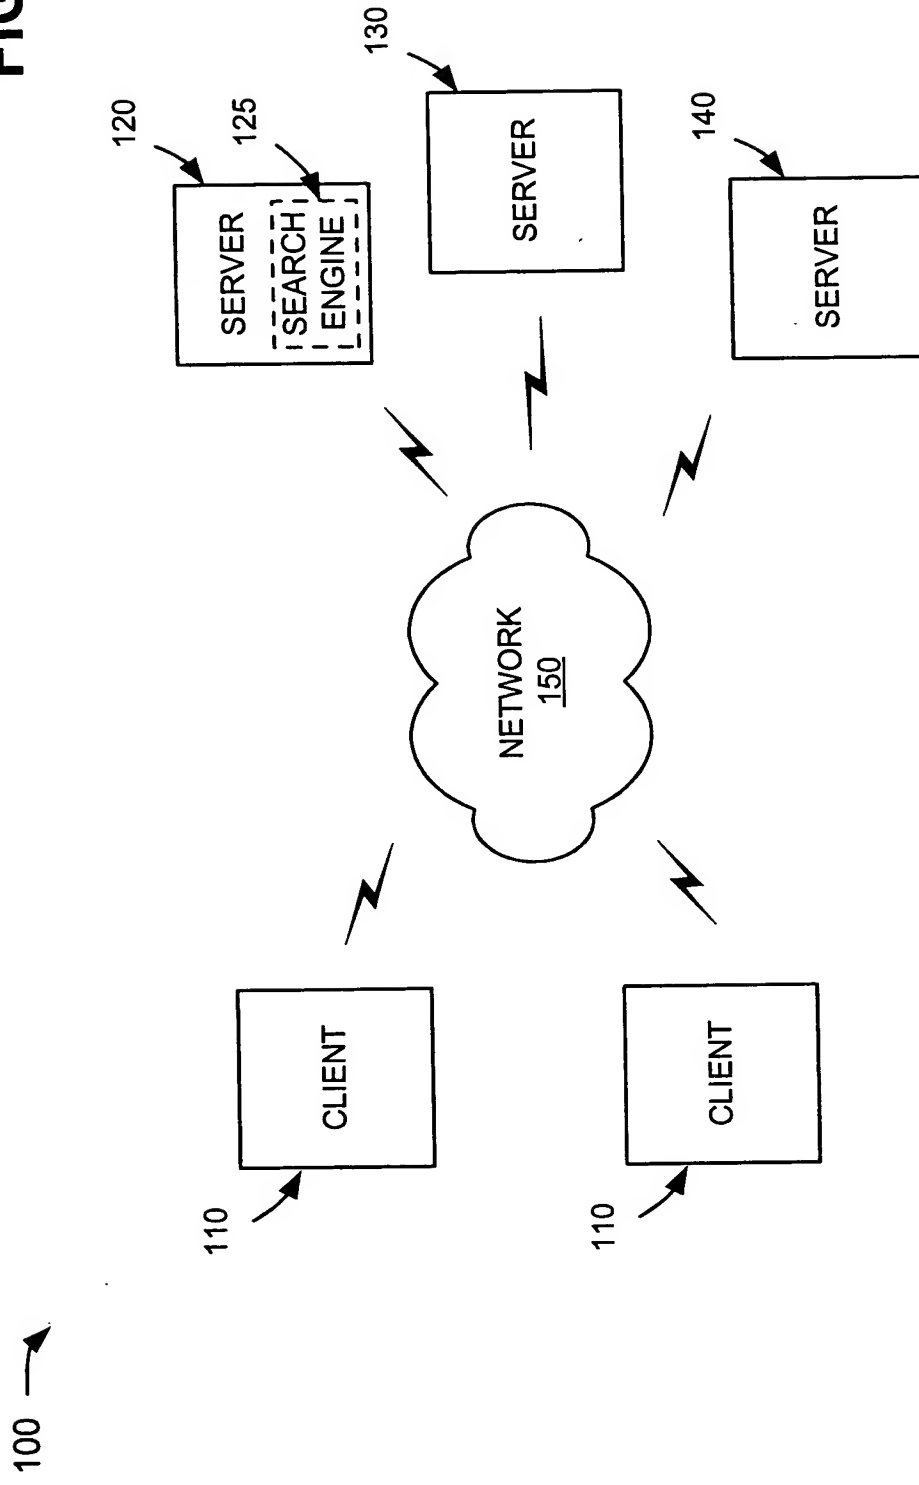 FIG
100
120
125
SERVER
SEARCH
ENGINE
110
CLIENT
130
SERVER
NETWORK
150
110
CLIENT
140
SERVER